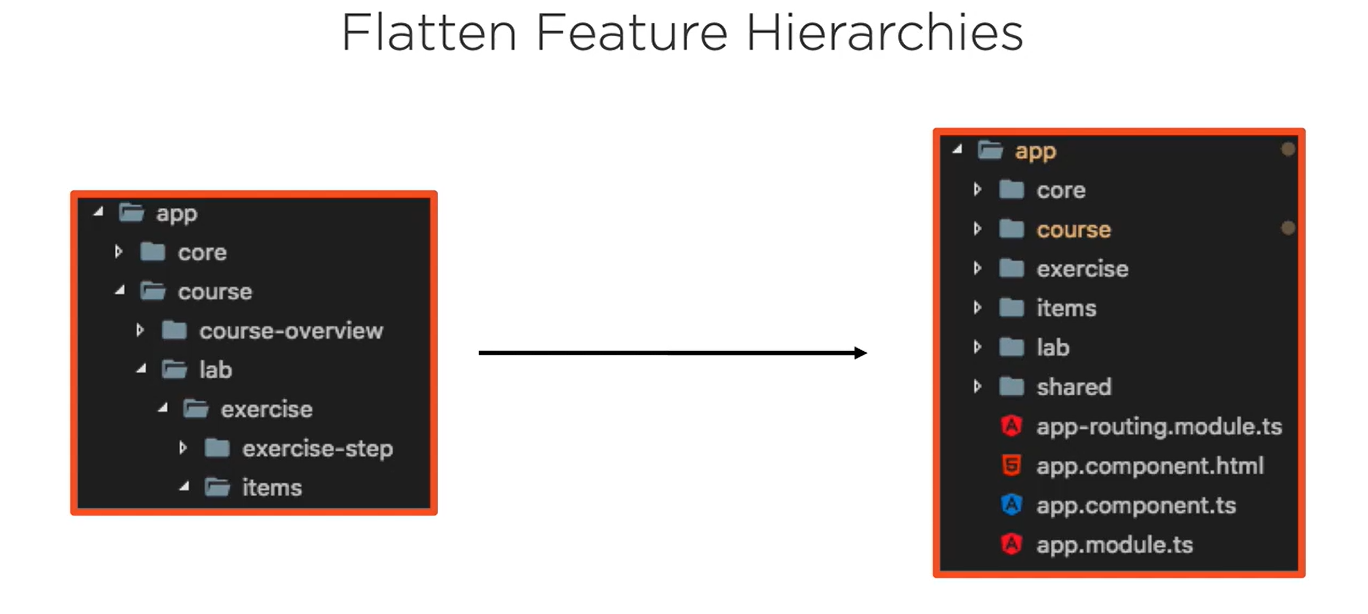 Flatten Feature Hierarchies
app
core
course
course-overview
lab
exercise
exercise-step
items
app
core
course
exercise
items
lab
shared
app-routing.module.ts
app.component.html
app.component.ts
app.module.ts